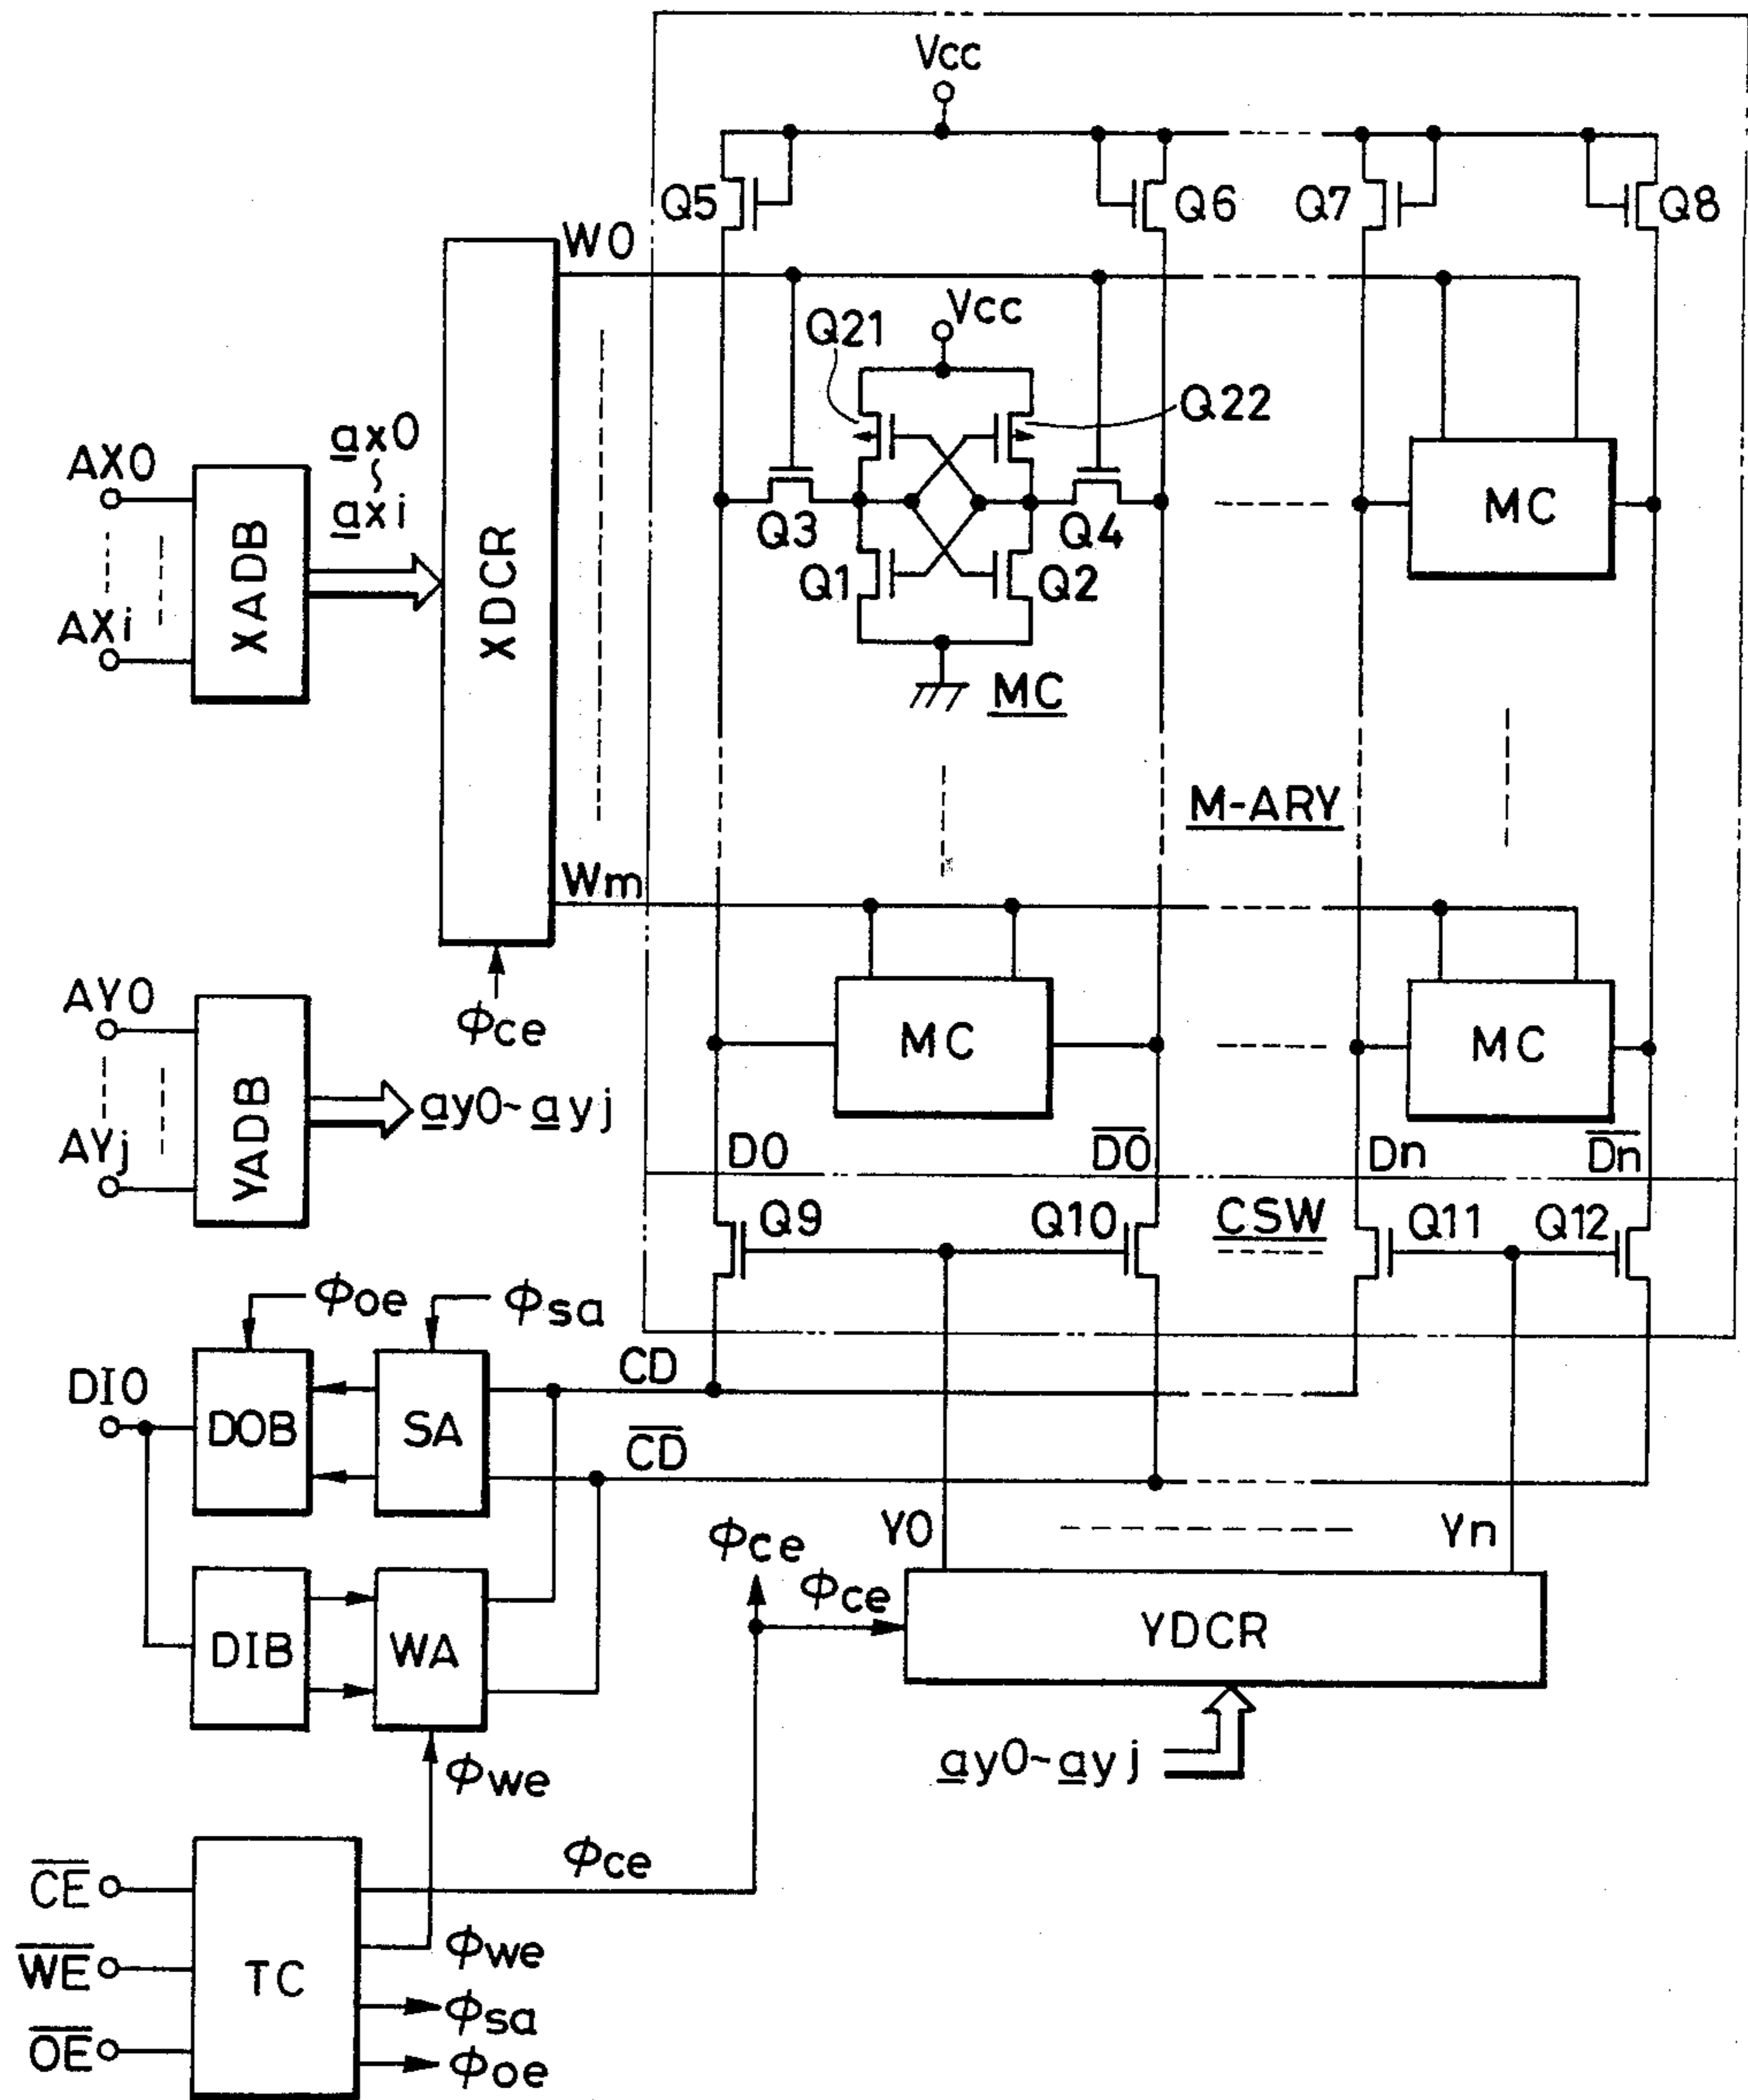 Vcc
Q5
Q6
Q7
Q8
W0
Vcc
Q21
Q22
AX0
AXi
XADB
ax0
~
axi
XDCR
Q3
Q4
Q1
Q2
MC
MC
M-ARY
Wm
ϕce
MC
MC
AY0
AYj
YADB
ay0~ayj
D0
D̅0̅
Dn
D̅n̅
Q9
Q10
CSW
Q11
Q12
ϕoe
ϕsa
DIO
DOB
SA
CD
C̅D̅
DIB
WA
ϕwe
ϕce
ϕce
Y0
Yn
YDCR
ay0~ayj
C̅E̅
W̅E̅
O̅E̅
TC
ϕce
ϕwe
ϕsa
ϕoe